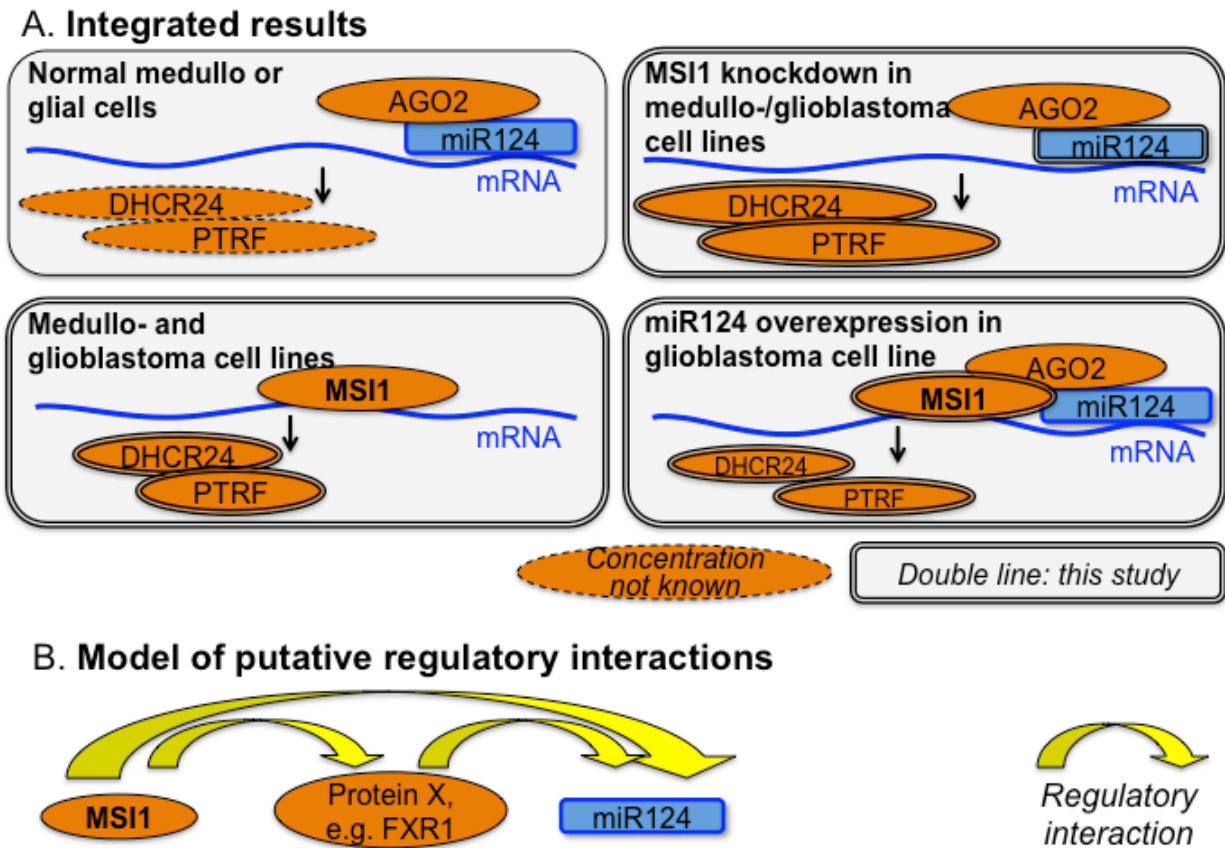 A. Integrated results
Normal medullo or
glial cells
AGO2
miR124
mRNA
DHCR24
PTRF
MSI1 knockdown in
medullo-/glioblastoma
cell lines
AGO2
miR124
mRNA
DHCR24
PTRF
Medullo- and
glioblastoma cell lines
MSI1
mRNA
DHCR24
PTRF
miR124 overexpression in
glioblastoma cell line
AGO2
MSI1
miR124
mRNA
DHCR24
PTRF
Concentration
not known
Double line: this study
B. Model of putative regulatory interactions
MSI1
Protein X,
e.g. FXR1
miR124
Regulatory
interaction